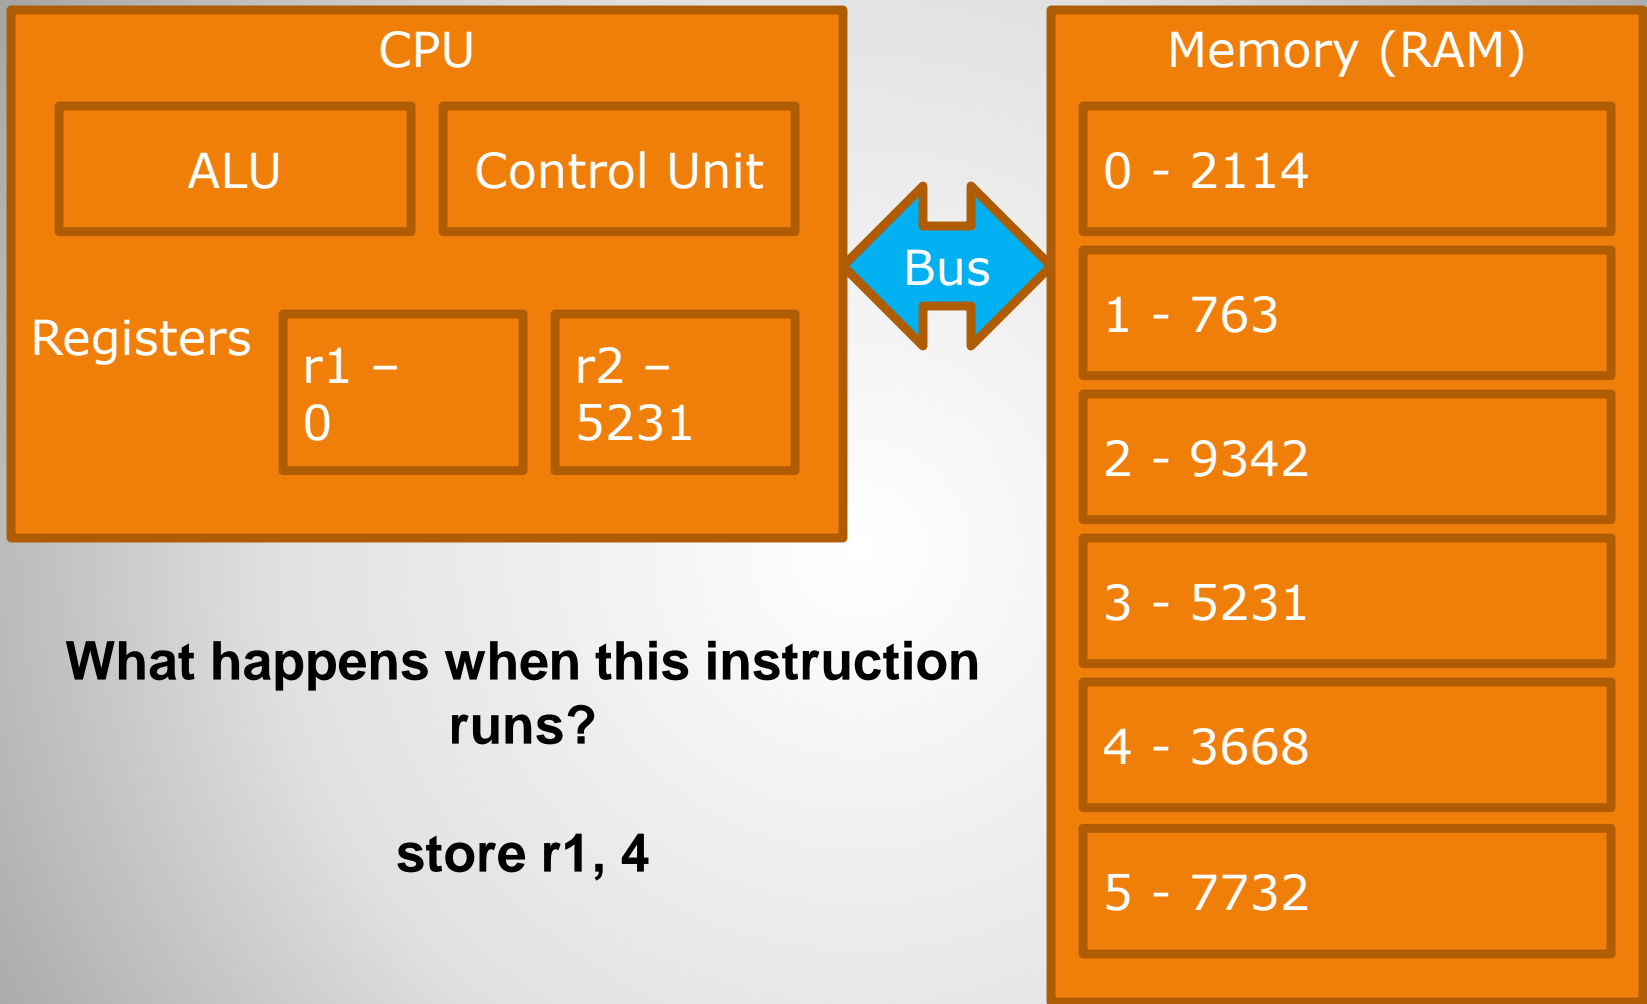 CPU
ALU
Control Unit
Registers
r1 –
0
r2 –
5231
Bus
Memory (RAM)
0 - 2114
1 - 763
2 - 9342
3 - 5231
4 - 3668
5 - 7732
What happens when this instruction
runs?
store r1, 4